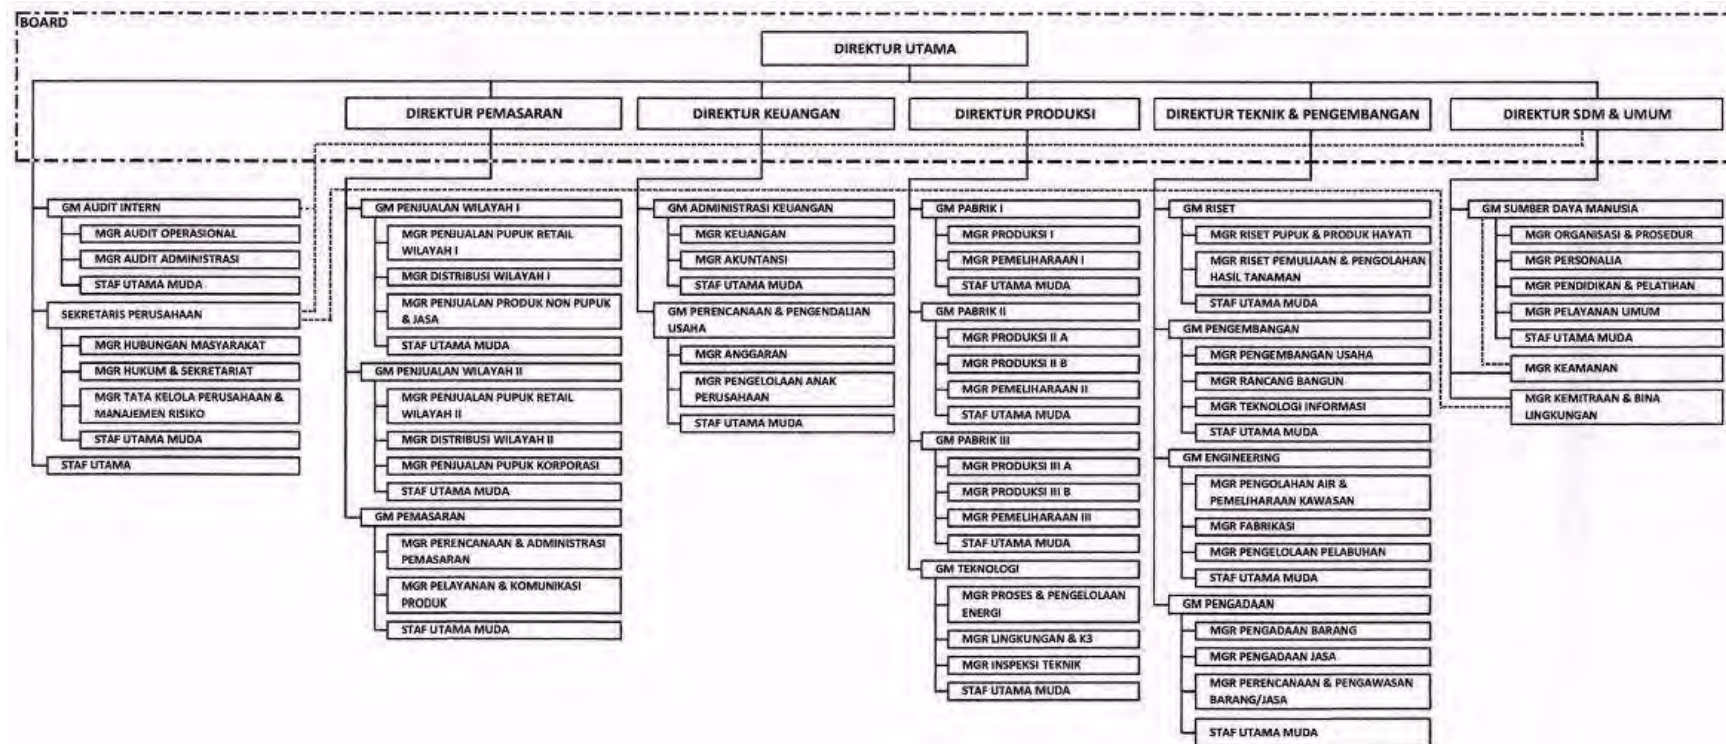 BOARD
DIREKTUR UTAMA
DIREKTUR PEMASARAN
DIREKTUR KEUANGAN
DIREKTUR PRODUKSI
DIREKTUR TEKNIK & PENGEMBANGAN
DIREKTUR SDM & UMUM
GM AUDIT INTERN
MGR AUDIT OPERASIONAL
MGR AUDIT ADMINISTRASI
STAF UTAMA MUDA
SEKRETARIS PERUSAHAAN
MGR HUBUNGAN MASYARAKAT
MGR HUKUM & SEKRETARIAT
MGR TATA KELOLA PERUSAHAAN &
MANAJEMEN RISIKO
STAF UTAMA MUDA
STAF UTAMA
GM PENJUALAN WILAYAH I
MGR PENJUALAN PUPUK RETAIL
WILAYAH I
MGR DISTRIBUSI WILAYAH I
MGR PENJUALAN PRODUK NON PUPUK
& JASA
STAF UTAMA MUDA
GM PENJUALAN WILAYAH II
MGR PENJUALAN PUPUK RETAIL
WILAYAH II
MGR DISTRIBUSI WILAYAH II
MGR PENJUALAN PUPUK KORPORASI
STAF UTAMA MUDA
GM PEMASARAN
MGR PERENCANAAN & ADMINISTRASI
PEMASARAN
MGR PELAYANAN & KOMUNIKASI
PRODUK
STAF UTAMA MUDA
GM ADMINISTRASI KEUANGAN
MGR KEUANGAN
MGR AKUNTANSI
STAF UTAMA MUDA
GM PERENCANAAN & PENGENDALIAN
USAHA
MGR ANGGARAN
MGR PENGELOLAAN ANAK
PERUSAHAAN
STAF UTAMA MUDA
GM PABRIK I
MGR PRODUKSI I
MGR PEMELIHARAAN I
STAF UTAMA MUDA
GM PABRIK II
MGR PRODUKSI II A
MGR PRODUKSI II B
MGR PEMELIHARAAN II
STAF UTAMA MUDA
GM PABRIK III
MGR PRODUKSI III A
MGR PRODUKSI III B
MGR PEMELIHARAAN III
STAF UTAMA MUDA
GM TEKNOLOGI
MGR PROSES & PENGELOLAAN
ENERGI
MGR LINGKUNGAN & K3
MGR INSPEKSI TEKNIK
STAF UTAMA MUDA
GM RISET
MGR RISET PUPUK & PRODUK HAYATI
MGR RISET PEMULIAAN & PENGOLAHAN
HASIL TANAMAN
STAF UTAMA MUDA
GM PENGEMBANGAN
MGR PENGEMBANGAN USAHA
MGR RANCANG BANGUN
MGR TEKNOLOGI INFORMASI
STAF UTAMA MUDA
GM ENGINEERING
MGR PENGOLAHAN AIR &
PEMELIHARAAN KAWASAN
MGR FABRIKASI
MGR PENGELOLAAN PELABUHAN
STAF UTAMA MUDA
GM PENGADAAN
MGR PENGADAAN BARANG
MGR PENGADAAN JASA
MGR PERENCANAAN & PENGAWASAN
BARANG/JASA
STAF UTAMA MUDA
GM SUMBER DAYA MANUSIA
MGR ORGANISASI & PROSEDUR
MGR PERSONALIA
MGR PENDIDIKAN & PELATIHAN
MGR PELAYANAN UMUM
STAF UTAMA MUDA
MGR KEAMANAN
MGR KEMITRAAN & BINA
LINGKUNGAN